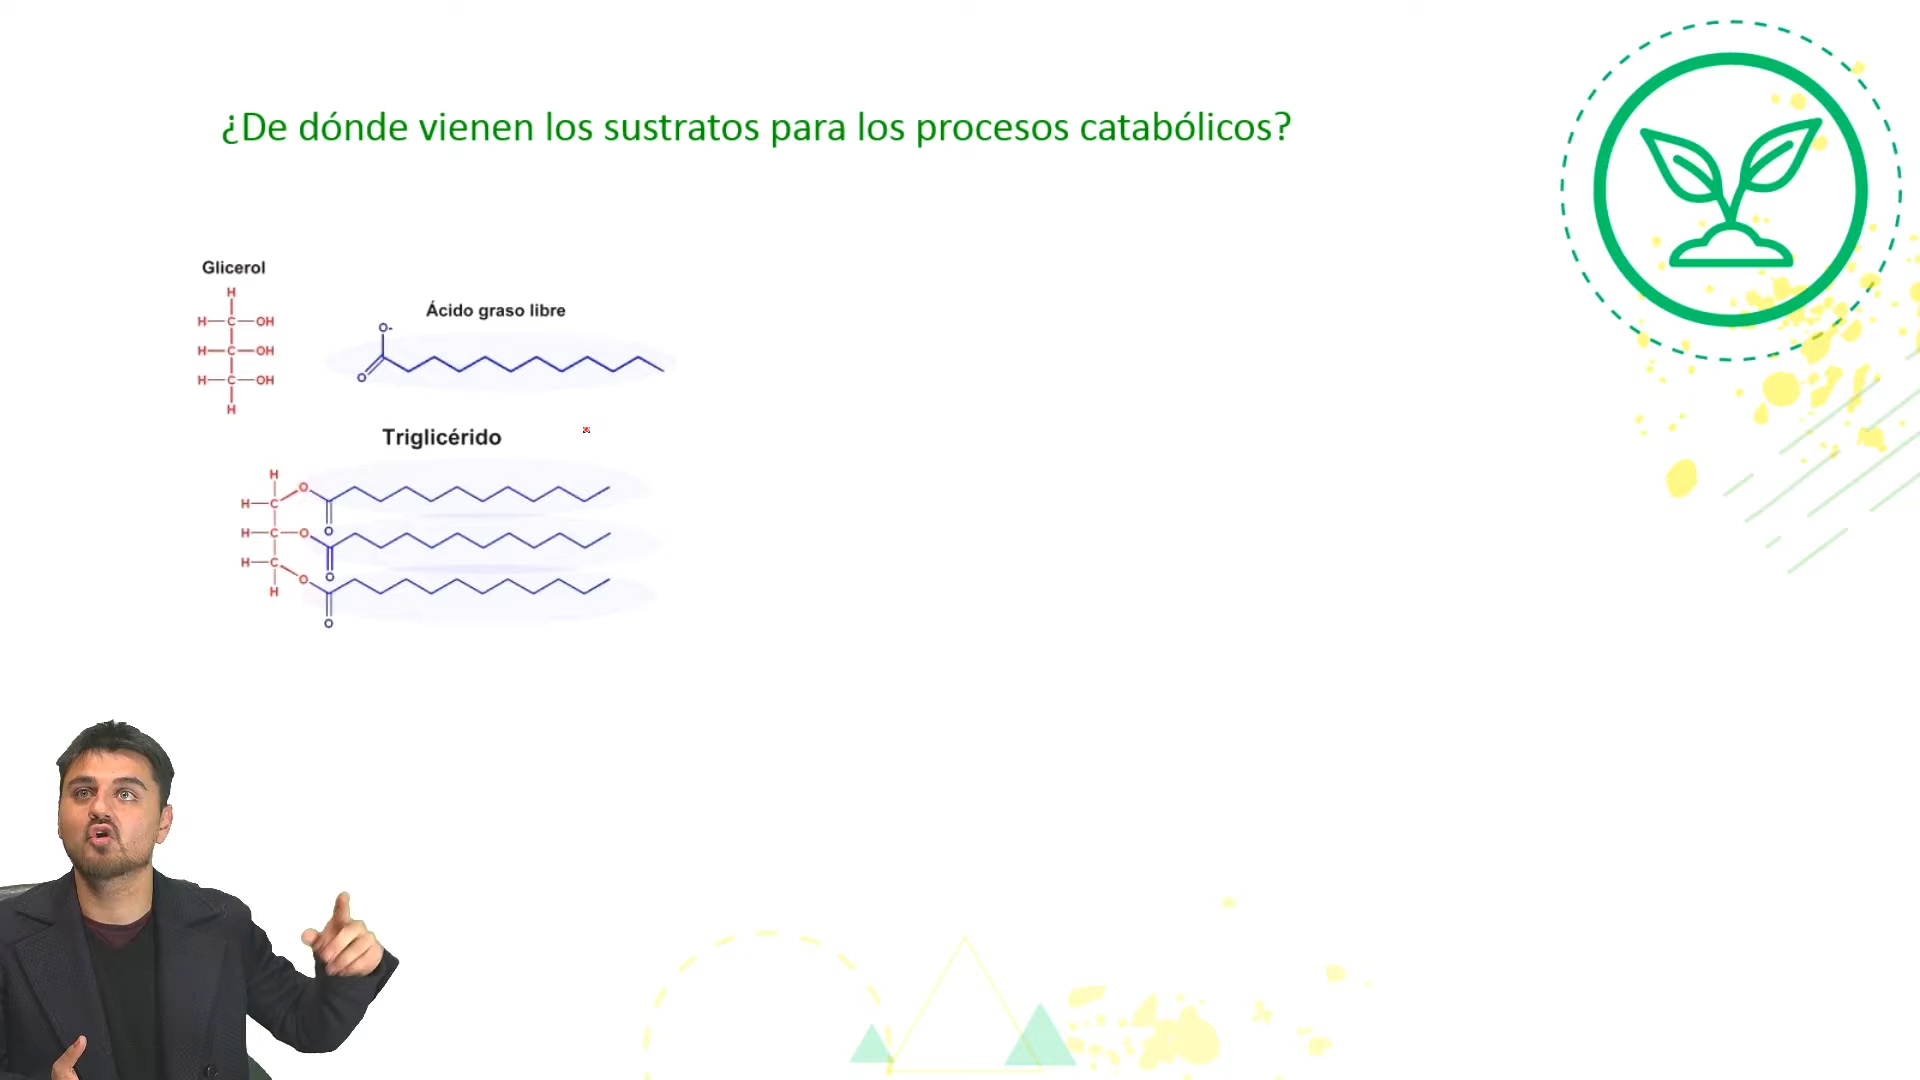 ¿De dónde vienen los sustratos para los procesos catabólicos?
Glicerol
H
H C OH
H C OH
H C OH
H
Ácido graso libre
O-
O
Triglicérido
H
H C O
O
H C O
O
H C O
H
O